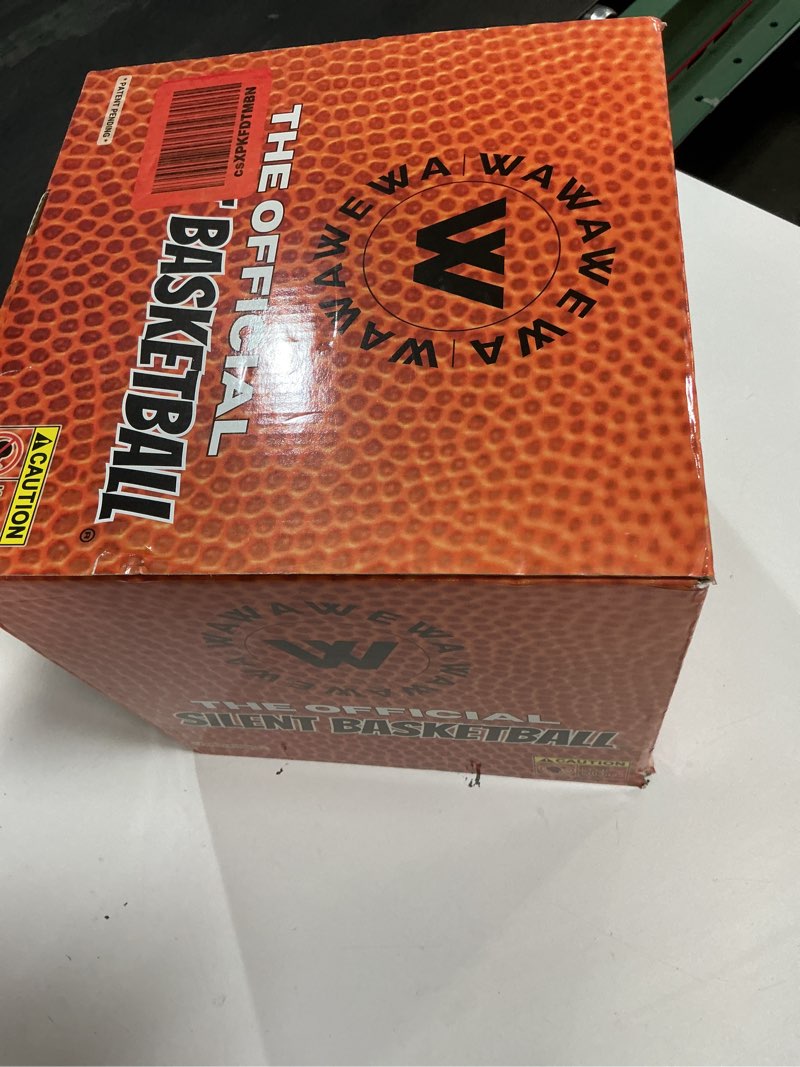 WAWAWEWA | WAWAWEWA |
W
THE OFFICIAL
BASKETBALL®
• PATENT PENDING •
csXPKFDTMBN
⚠ CAUTION
WAWAWEWA
W
THE OFFICIAL
SILENT BASKETBALL
⚠ CAUTION